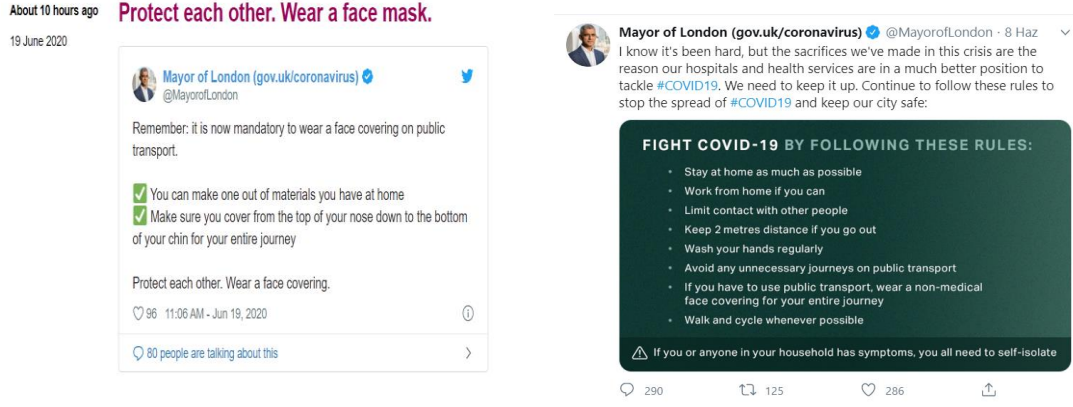 About 10 hours ago
19 June 2020
Protect each other. Wear a face mask.
Mayor of London (gov.uk/coronavirus)
@MayorofLondon
Remember: it is now mandatory to wear a face covering on public
transport.
✅ You can make one out of materials you have at home
✅ Make sure you cover from the top of your nose down to the bottom
of your chin for your entire journey
Protect each other. Wear a face covering.
96 11:06 AM - Jun 19, 2020
80 people are talking about this
Mayor of London (gov.uk/coronavirus) @MayorofLondon · 8 Haz
I know it's been hard, but the sacrifices we've made in this crisis are the
reason our hospitals and health services are in a much better position to
tackle #COVID19. We need to keep it up. Continue to follow these rules to
stop the spread of #COVID19 and keep our city safe:
FIGHT COVID-19 BY FOLLOWING THESE RULES:
• Stay at home as much as possible
• Work from home if you can
• Limit contact with other people
• Keep 2 metres distance if you go out
• Wash your hands regularly
• Avoid any unnecessary journeys on public transport
• If you have to use public transport, wear a non-medical
face covering for your entire journey
• Walk and cycle whenever possible
If you or anyone in your household has symptoms, you all need to self-isolate
290 125 286